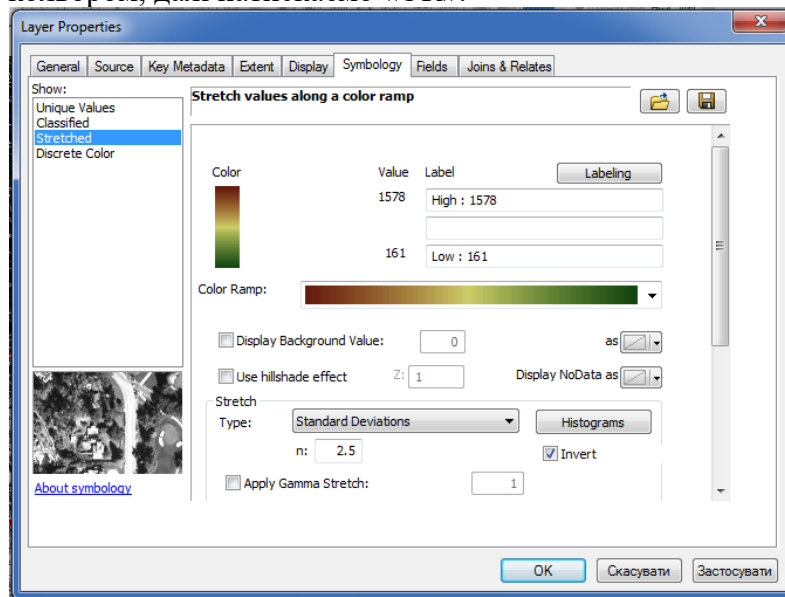 Layer Properties
General Source Key Metadata Extent Display Symbology Fields Joins & Relates
Show:
Unique Values
Classified
Stretched
Discrete Color
Stretch values along a color ramp
Color Value Label Labeling
1578 High : 1578
161 Low : 161
Color Ramp:
Display Background Value: 0 as
Use hillshade effect Z: 1 Display NoData as
Stretch
Type: Standard Deviations Histograms
n: 2.5 Invert
Apply Gamma Stretch: 1
About symbology
OK Скасувати Застосувати